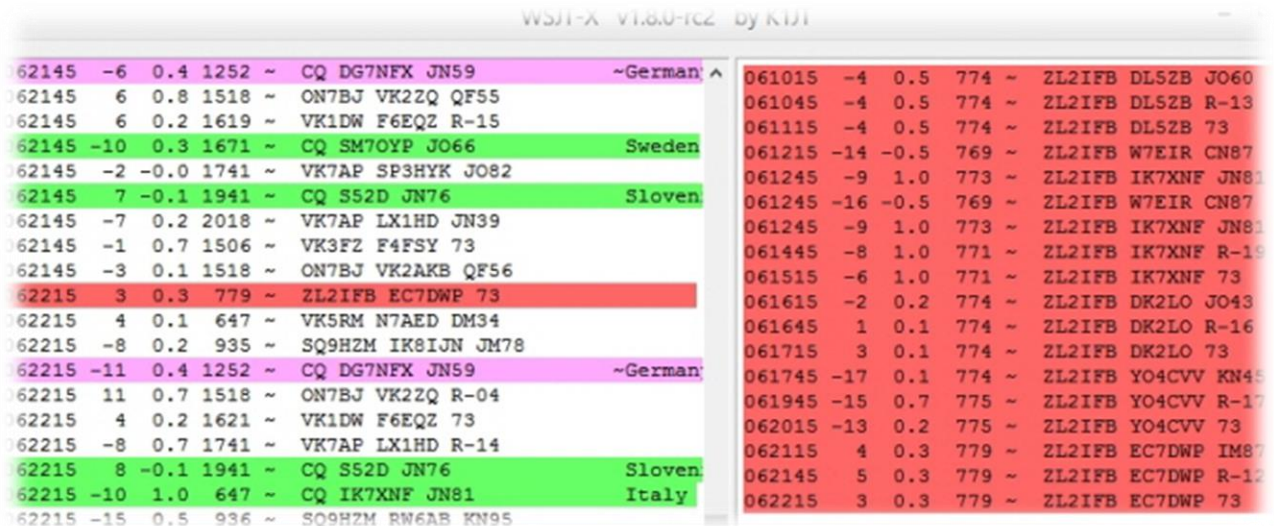 WSJT-X v1.8.0-rc2 by K1JT
062145 -6 0.4 1252 ~ CQ DG7NFX JN59 ~German
062145 6 0.8 1518 ~ ON7BJ VK2ZQ QF55
062145 6 0.2 1619 ~ VK1DW F6EQZ R-15
062145 -10 0.3 1671 ~ CQ SM7OYP JO66 Sweden
062145 -2 -0.0 1741 ~ VK7AP SP3HYK JO82
062145 7 -0.1 1941 ~ CQ S52D JN76 Sloven
062145 -7 0.2 2018 ~ VK7AP LX1HD JN39
062145 -1 0.7 1506 ~ VK3FZ F4FSY 73
062145 -3 0.1 1518 ~ ON7BJ VK2AKB QF56
062215 3 0.3 779 ~ ZL2IFB EC7DWP 73
062215 4 0.1 647 ~ VK5RM N7AED DM34
062215 -8 0.2 935 ~ SQ9HZM IK8IJN JM78
062215 -11 0.4 1252 ~ CQ DG7NFX JN59 ~German
062215 11 0.7 1518 ~ ON7BJ VK2ZQ R-04
062215 4 0.2 1621 ~ VK1DW F6EQZ 73
062215 -8 0.7 1741 ~ VK7AP LX1HD R-14
062215 8 -0.1 1941 ~ CQ S52D JN76 Sloven
062215 -10 1.0 647 ~ CQ IK7XNF JN81 Italy
062215 -15 0.5 936 ~ SQ9HZM RW6AB KN95
061015 -4 0.5 774 ~ ZL2IFB DL5ZB JO60
061045 -4 0.5 774 ~ ZL2IFB DL5ZB R-13
061115 -4 0.5 774 ~ ZL2IFB DL5ZB 73
061215 -14 -0.5 769 ~ ZL2IFB W7EIR CN87
061245 -9 1.0 773 ~ ZL2IFB IK7XNF JN81
061245 -16 -0.5 769 ~ ZL2IFB W7EIR CN87
061245 -9 1.0 773 ~ ZL2IFB IK7XNF JN81
061445 -8 1.0 771 ~ ZL2IFB IK7XNF R-19
061515 -6 1.0 771 ~ ZL2IFB IK7XNF 73
061615 -2 0.2 774 ~ ZL2IFB DK2LO JO43
061645 1 0.1 774 ~ ZL2IFB DK2LO R-16
061715 3 0.1 774 ~ ZL2IFB DK2LO 73
061745 -17 0.1 774 ~ ZL2IFB YO4CVV KN45
061945 -15 0.7 775 ~ ZL2IFB YO4CVV R-17
062015 -13 0.2 775 ~ ZL2IFB YO4CVV 73
062115 4 0.3 779 ~ ZL2IFB EC7DWP IM87
062145 5 0.3 779 ~ ZL2IFB EC7DWP R-12
062215 3 0.3 779 ~ ZL2IFB EC7DWP 73